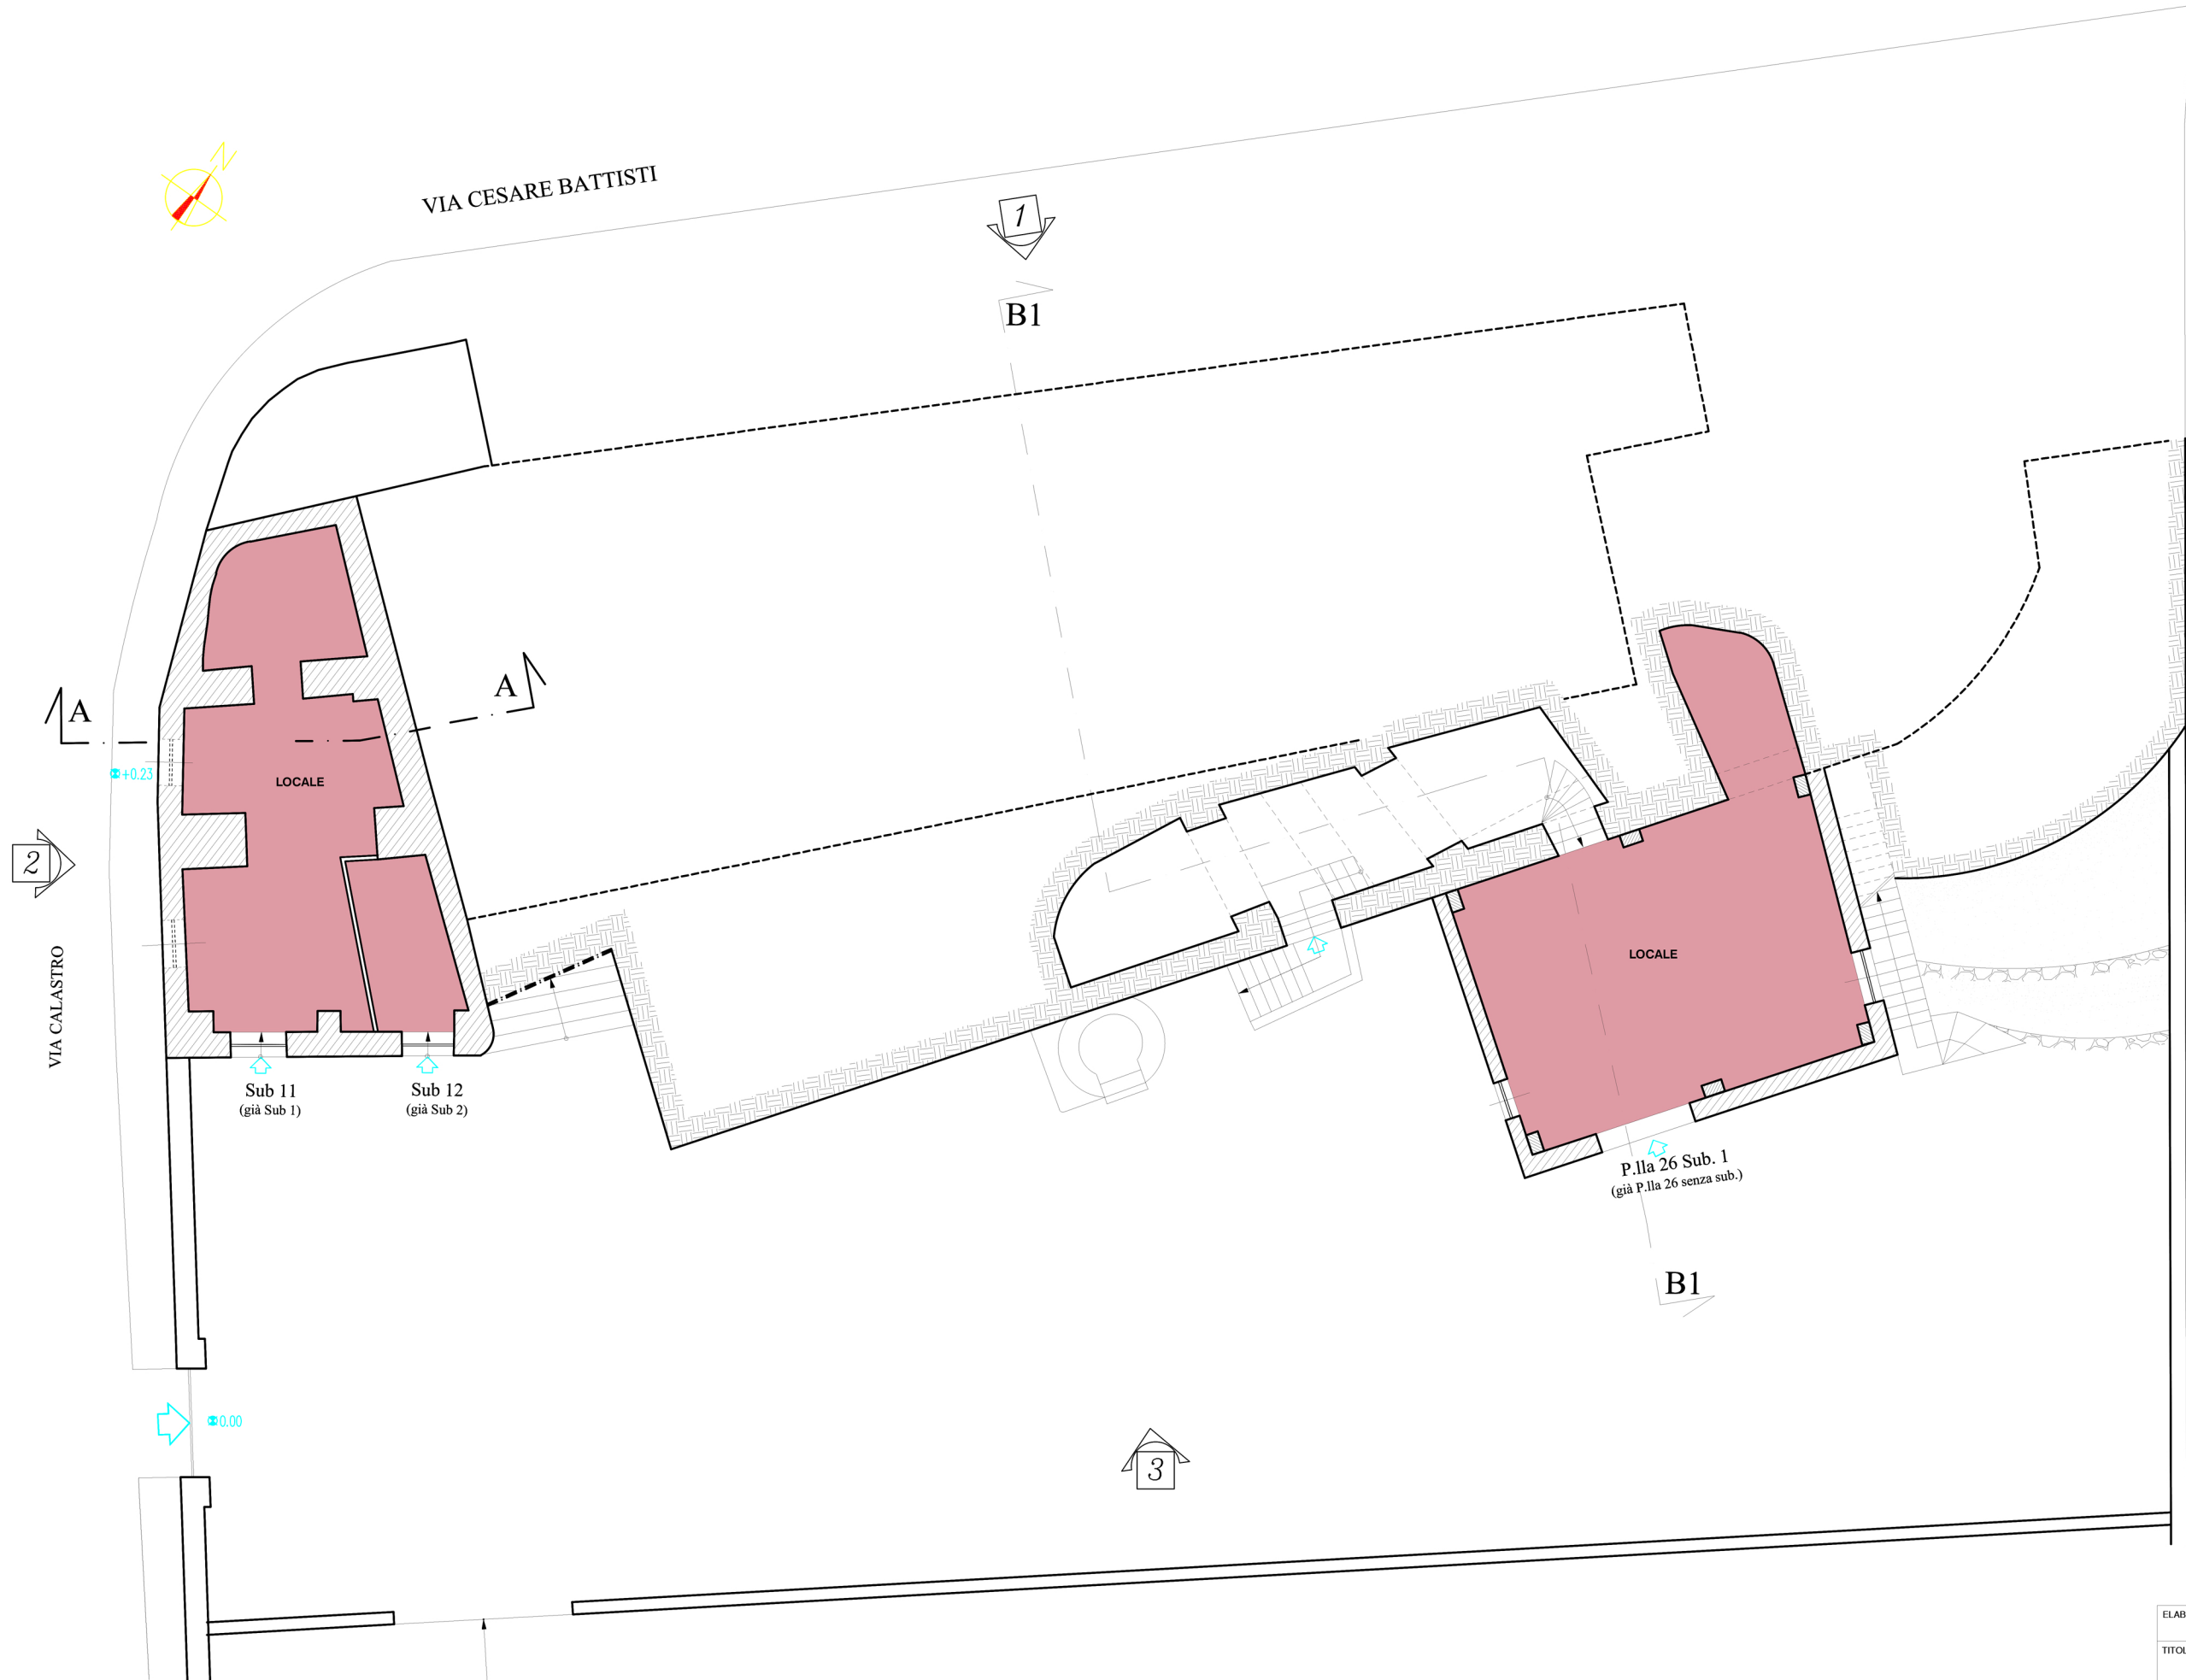 N
VIA CESARE BATTISTI
1
B1
A
A
+0.23
LOCALE
2
VIA CALASTRO
LOCALE
Sub 11
(già Sub 1)
Sub 12
(già Sub 2)
P.lla 26 Sub. 1
(già P.lla 26 senza sub.)
B1
0.00
3
ELAB
TITOL